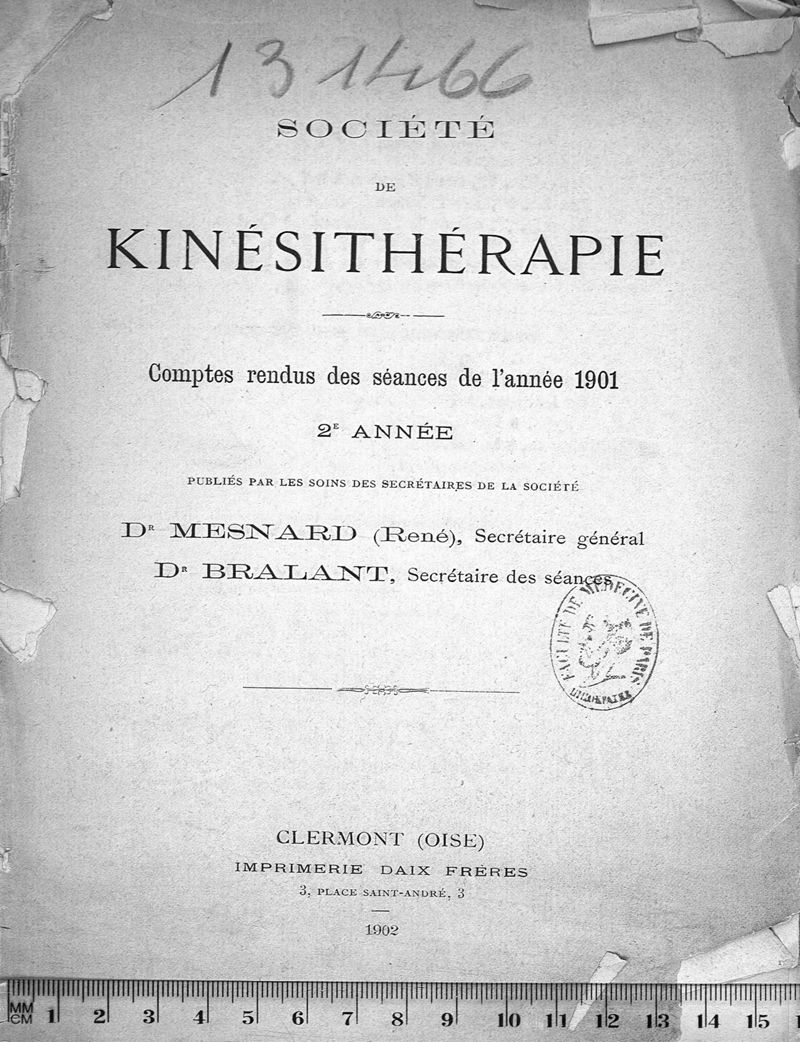 131466
SOCIÉTÉ
DE
KINÉSITHÉRAPIE
Comptes rendus des séances de l'année 1901
2E ANNÉE
PUBLIÉS PAR LES SOINS DES SECRÉTAIRES DE LA SOCIÉTÉ
DR MESNARD (René), Secrétaire général
DR BRALANT, Secrétaire des séances
FACULTÉ DE MÉDECINE DE PARIS
CLERMONT (OISE)
IMPRIMERIE DAIX FRÈRES
3, PLACE SAINT-ANDRÉ, 3
1902
MM
CM 1 2 3 4 5 6 7 8 9 10 11 12 13 14 15